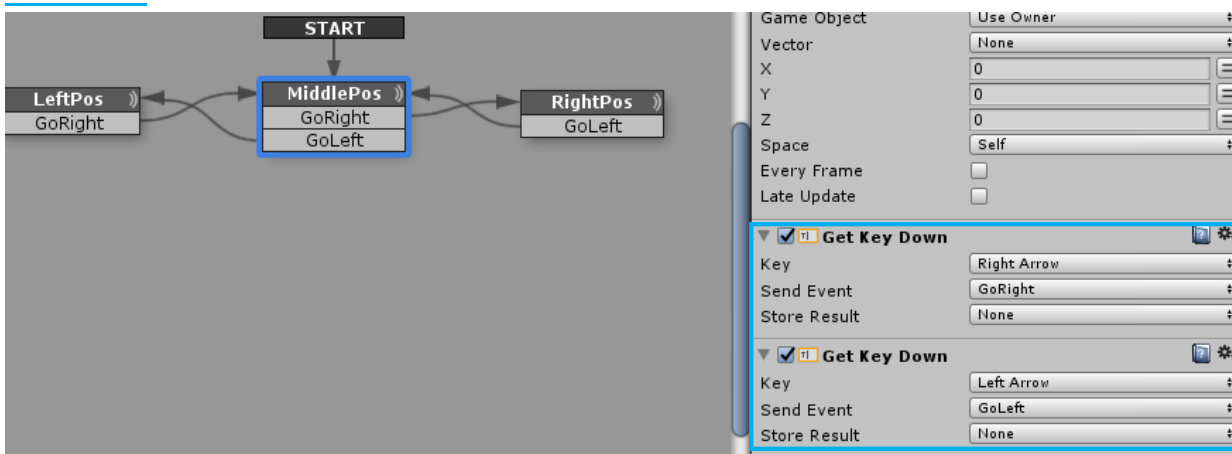 START
LeftPos
GoRight
MiddlePos
GoRight
GoLeft
RightPos
GoLeft
Game Object Use Owner
Vector None
X 0
Y 0
Z 0
Space Self
Every Frame
Late Update
Get Key Down
Key Right Arrow
Send Event GoRight
Store Result None
Get Key Down
Key Left Arrow
Send Event GoLeft
Store Result None